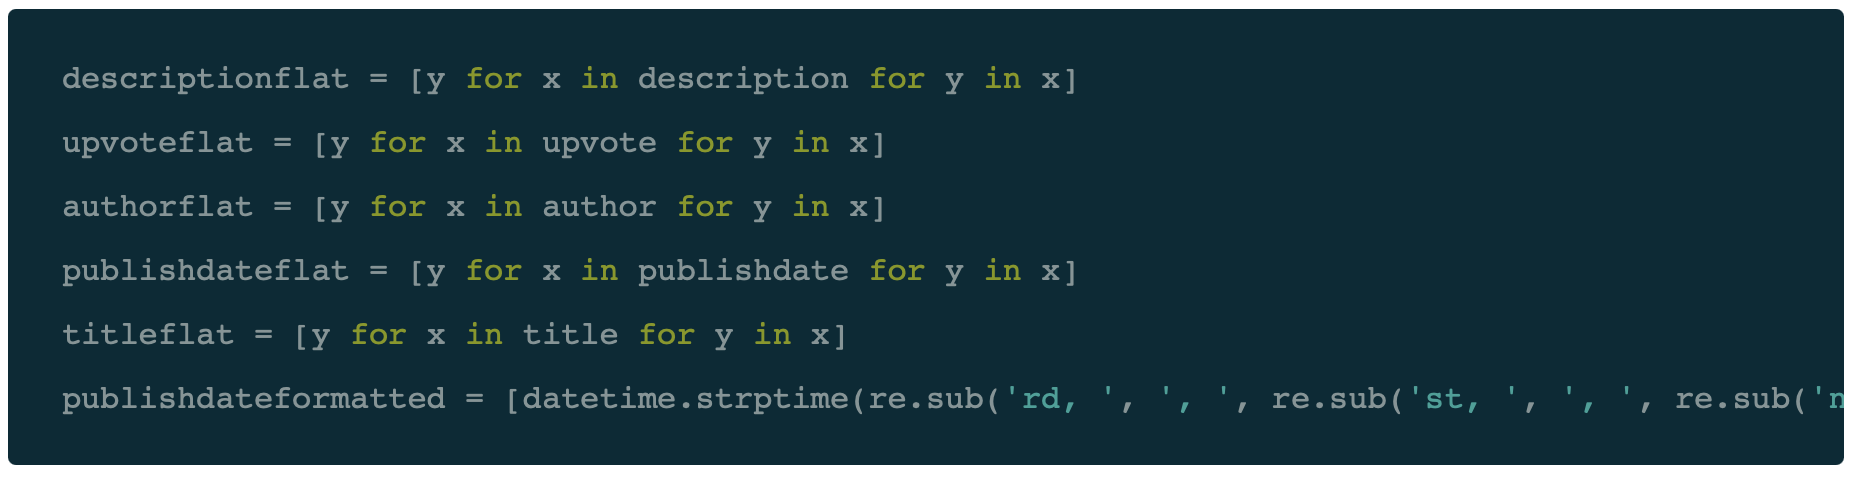 descriptionflat = [y for x in description for y in x]
upvoteflat = [y for x in upvote for y in x]
authorflat = [y for x in author for y in x]
publishdateflat = [y for x in publishdate for y in x]
titleflat = [y for x in title for y in x]
publishdateformatted = [datetime.strptime(re.sub('rd, ', ', ', re.sub('st, ', ', ', re.sub('n